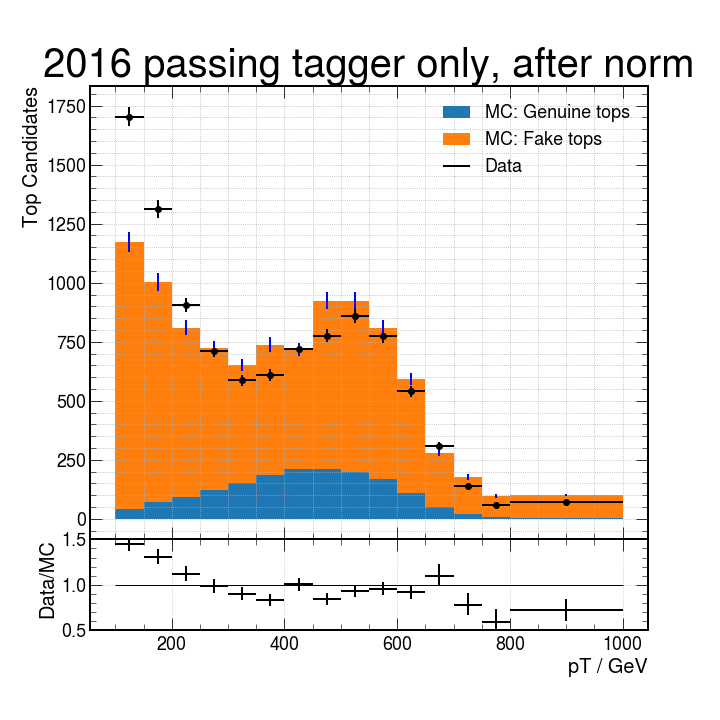 2016 passing tagger only, after norm
Top Candidates
1750
1500
1250
1000
750
500
250
0
MC: Genuine tops
MC: Fake tops
Data
Data/MC
1.5
1.0
0.5
200 400 600 800 1000
pT / GeV